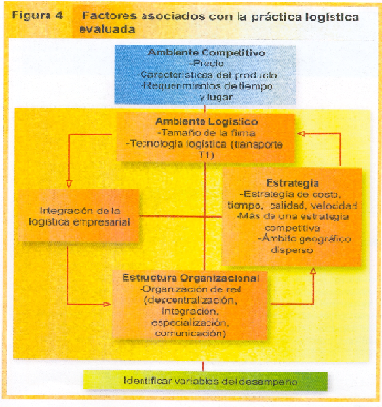 Figura 4 Factores asociados con la práctica logística
evaluada
Ambiente Competitivo
-Precio
-Características del producto
-Requerimientos de tiempo
y lugar
Ambiente Logístico
-Tamaño de la firma
-Tecnología logística (transporte
TI)
Integración de la
logística empresarial
Estrategia
-Estrategia de costo,
tiempo, calidad, velocidad
-Más de una estrategia
competitiva
-Ámbito geográfico
disperso
Estructura Organizacional
-Organización de red
(descentralización,
integración,
especialización,
comunicación)
Identificar variables del desempeño